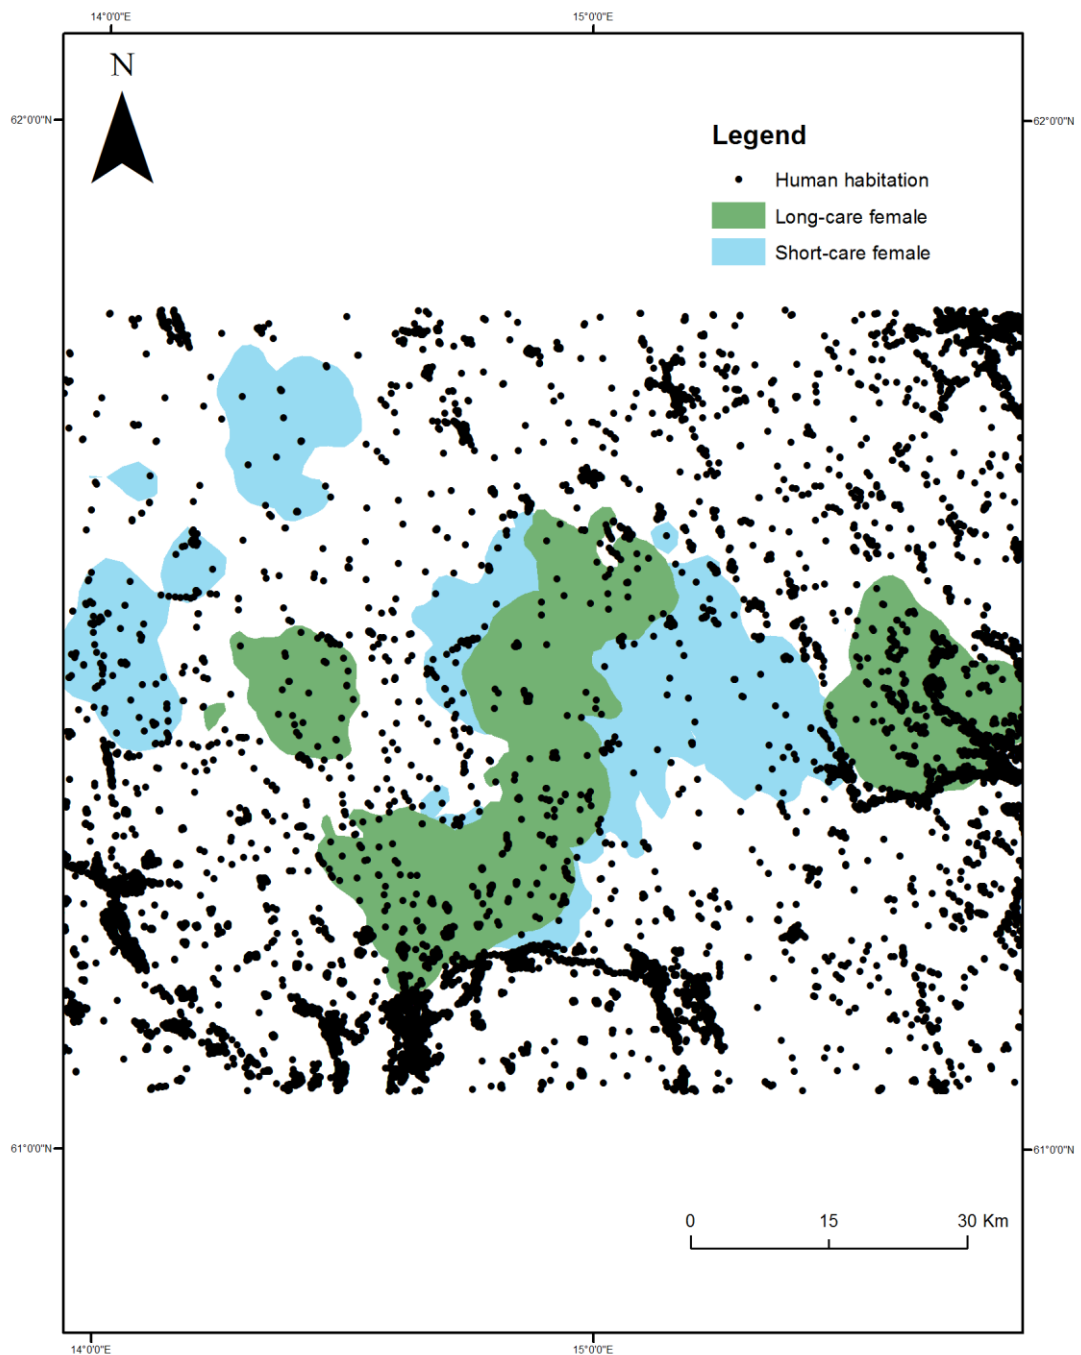 14°0'0"E 15°0'0"E
N
62°0'0"N 62°0'0"N
Legend
Human habitation
Long-care female
Short-care female
61°0'0"N 61°0'0"N
0 15 30 Km
14°0'0"E 15°0'0"E